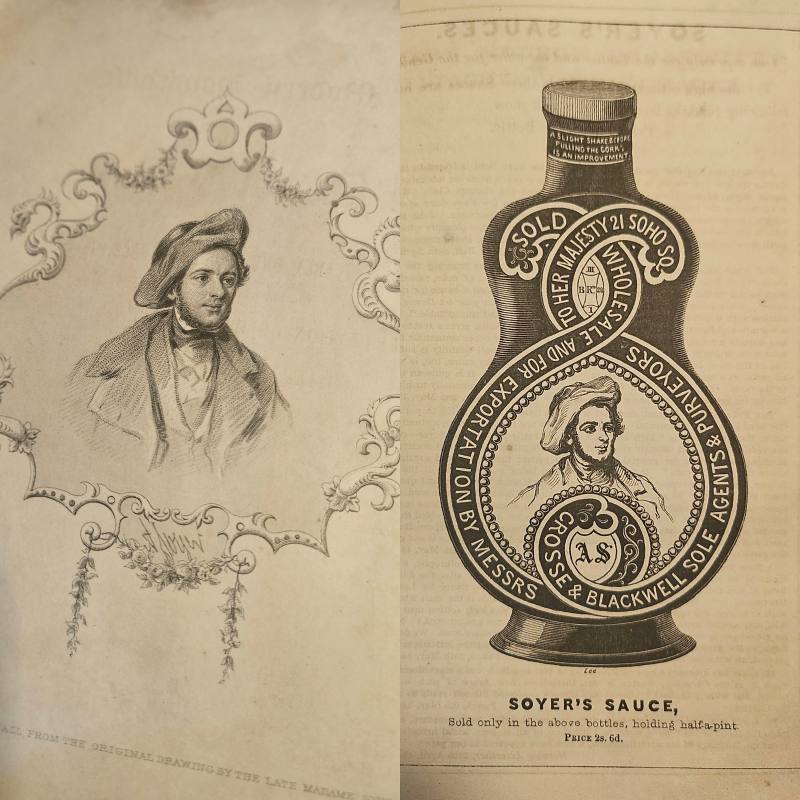 FROM THE ORIGINAL DRAWING BY THE LATE MADAME
SOYER'S SAUCES.
A SLIGHT SHAKE BEFORE
PULLING THE CORK,
IS AN IMPROVEMENT
SOLD WHOLESALE AND FOR EXPORTATION BY MESSRS
CROSSE & BLACKWELL SOLE AGENTS & PURVEYORS
TO HER MAJESTY 21 SOHO SQ
A.S
Lee
SOYER'S SAUCE,
Sold only in the above bottles, holding half-a-pint.
PRICE 2s. 6d.